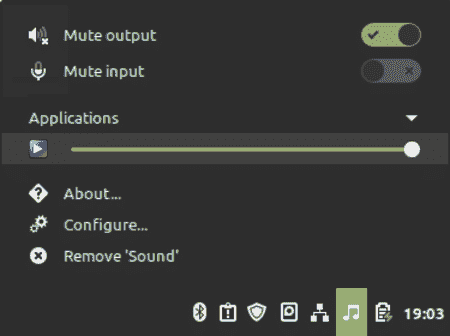 Mute output
Mute input
Applications
About...
Configure...
Remove 'Sound'
19:03